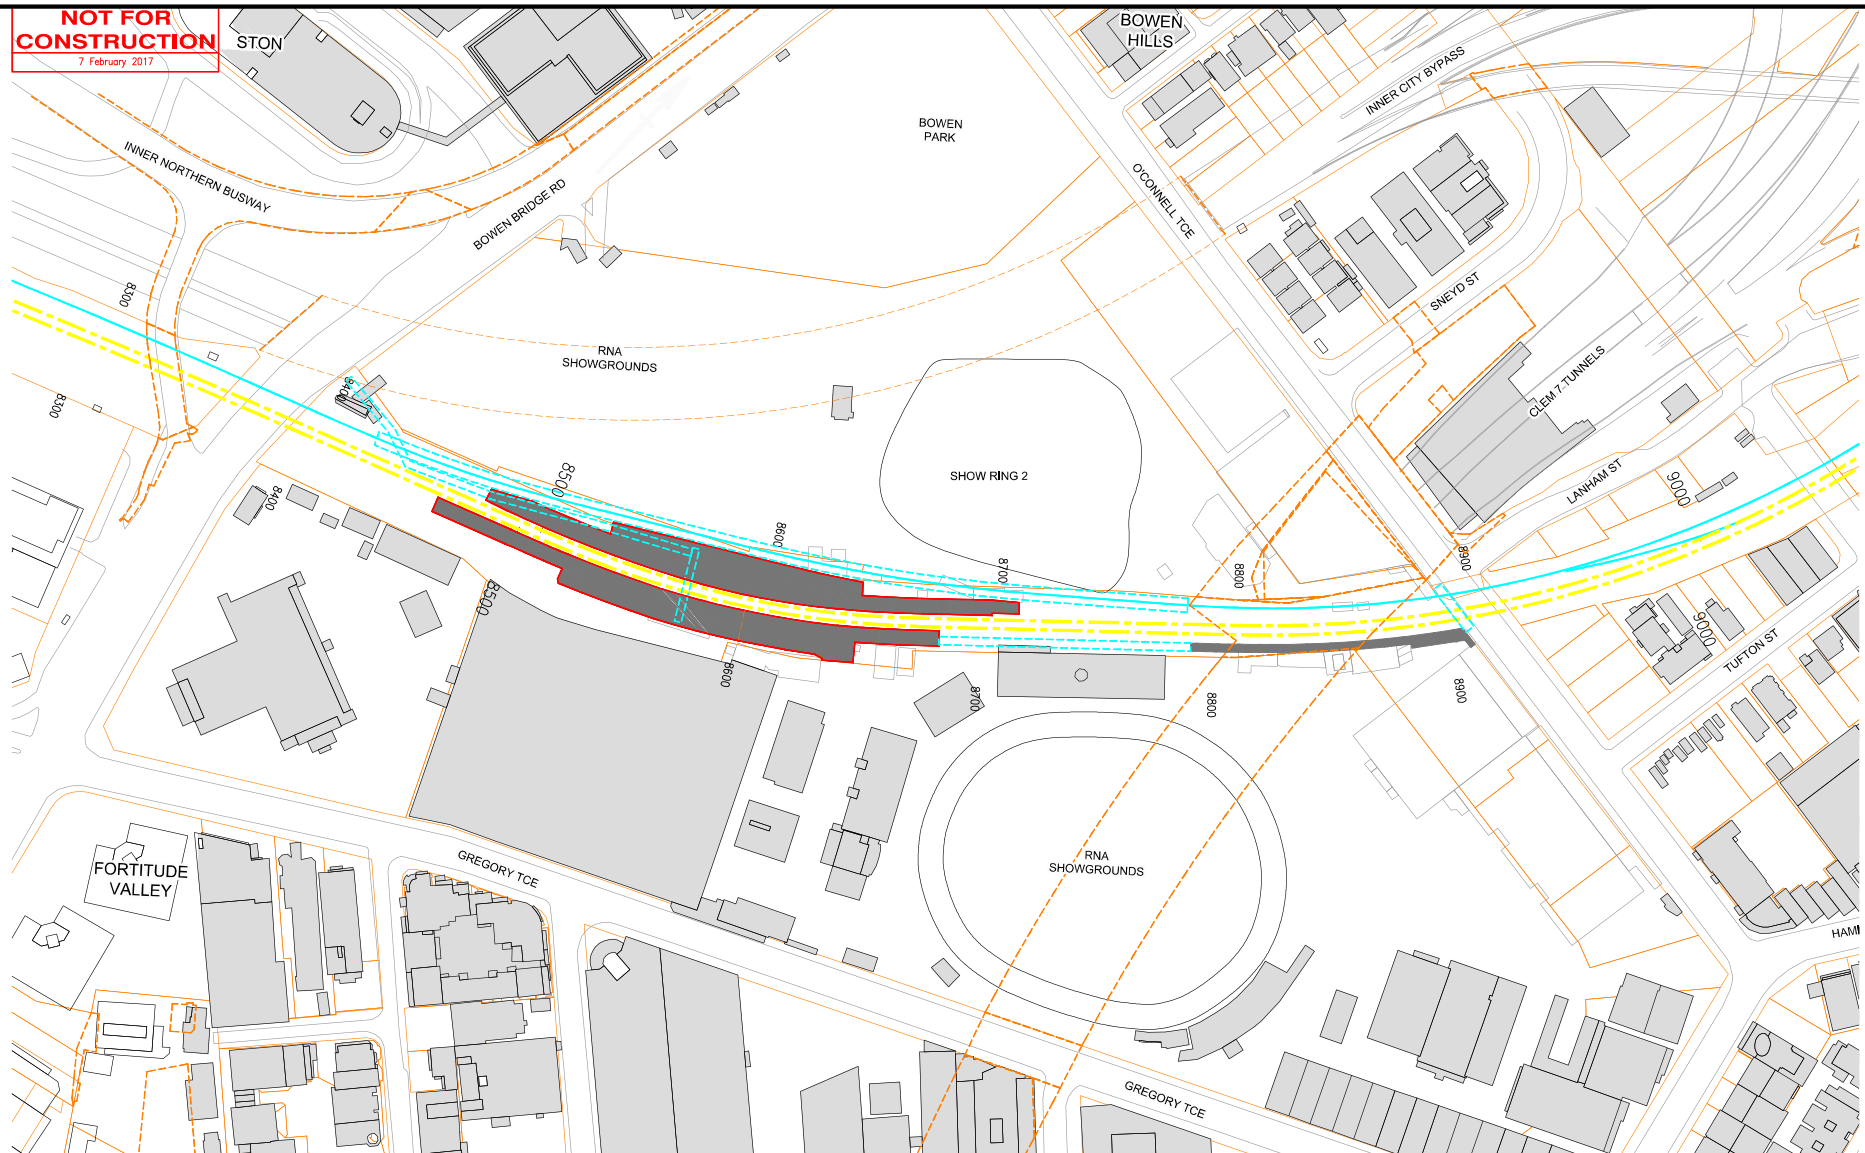 NOT FOR
CONSTRUCTION
7 February 2017
STON
BOWEN
HILLS
INNER CITY BYPASS
BOWEN
PARK
INNER NORTHERN BUSWAY
BOWEN BRIDGE RD
O'CONNELL TCE
SNEYD ST
8300
8300
RNA
SHOWGROUNDS
8400
8400
CLEM 7 TUNNELS
LANHAM ST
SHOW RING 2
8500
8500
8600
8600
8700
8700
8800
8800
8900
8900
9000
9000
TUFTON ST
GREGORY TCE
FORTITUDE
VALLEY
RNA
SHOWGROUNDS
HAM
GREGORY TCE